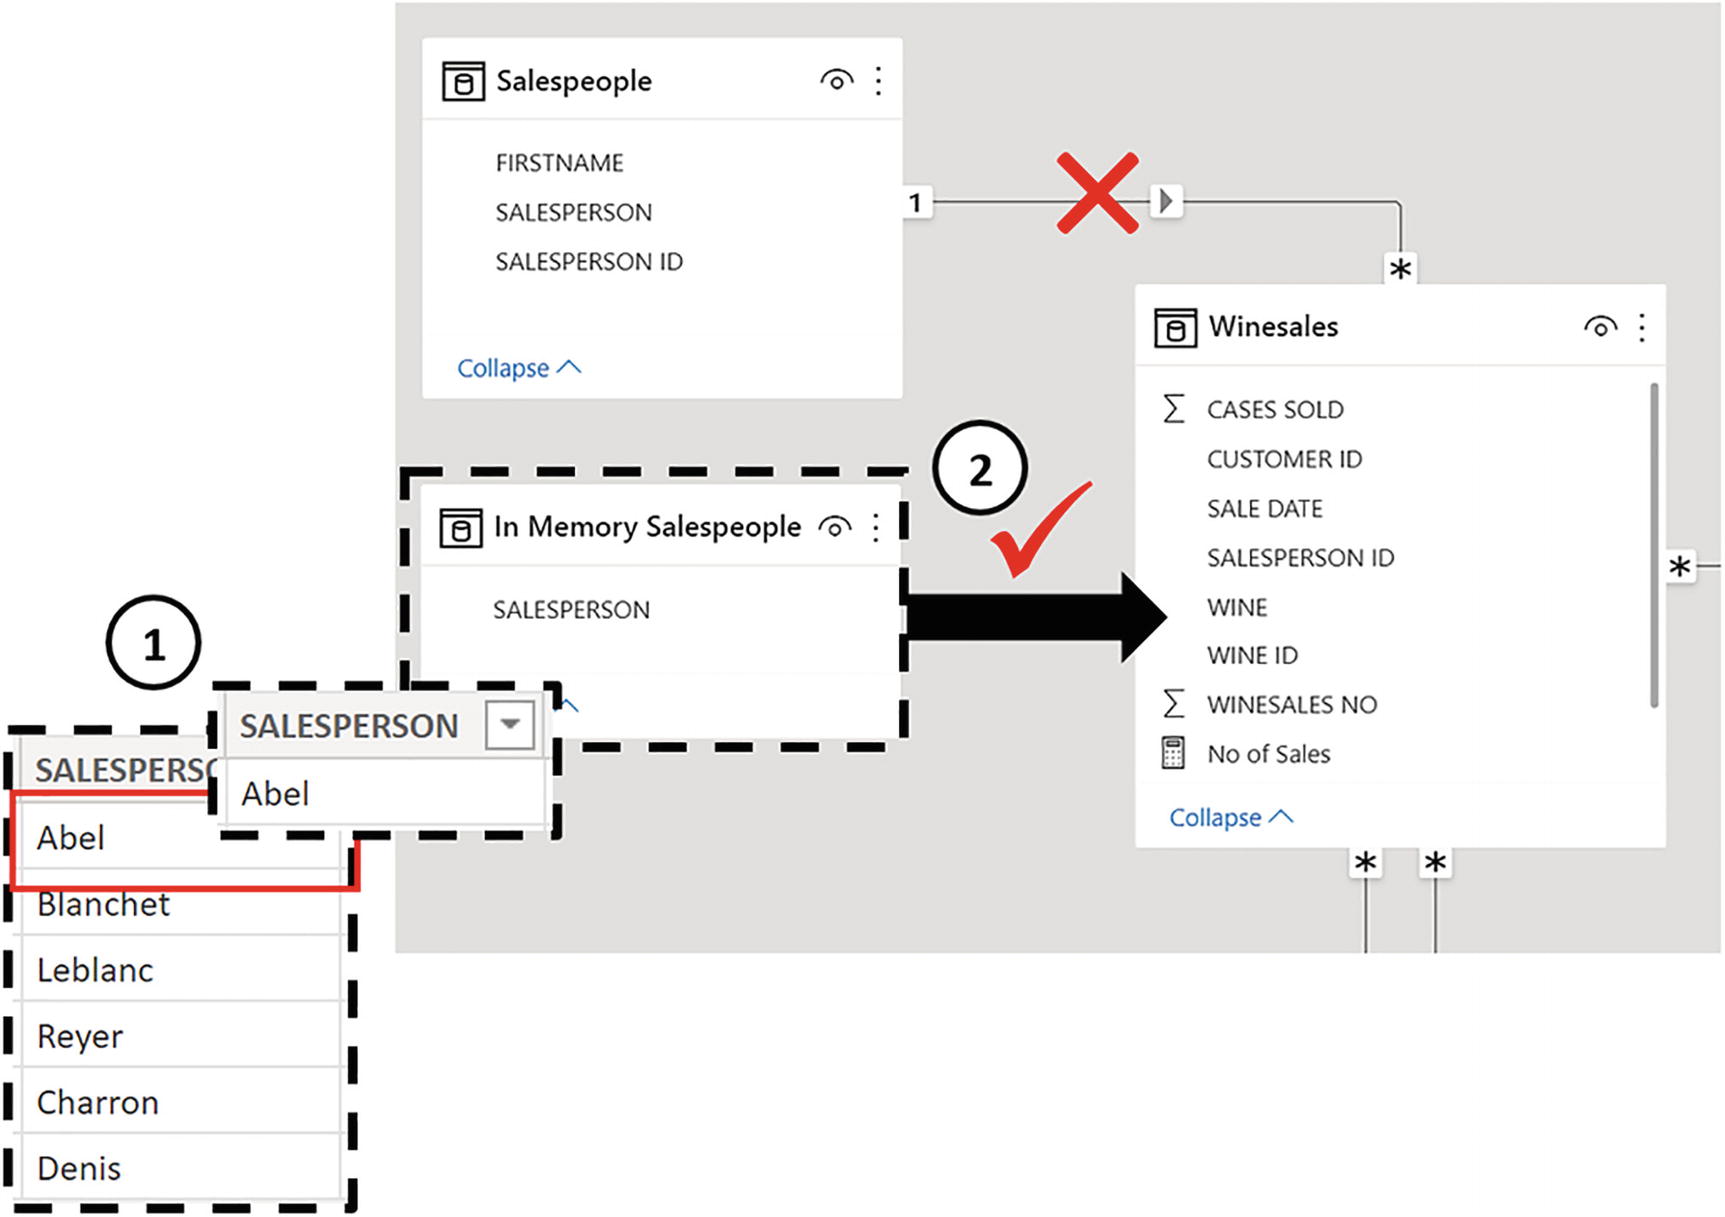 Salespeople
FIRSTNAME
SALESPERSON
SALESPERSON ID
Collapse
1
*
Winesales
CASES SOLD
CUSTOMER ID
SALE DATE
SALESPERSON ID
WINE
WINE ID
WINESALES NO
No of Sales
Collapse
*
*
*
2
In Memory Salespeople
SALESPERSON
1
SALESPERSON
Abel
SALESPERSO
Abel
Blanchet
Leblanc
Reyer
Charron
Denis